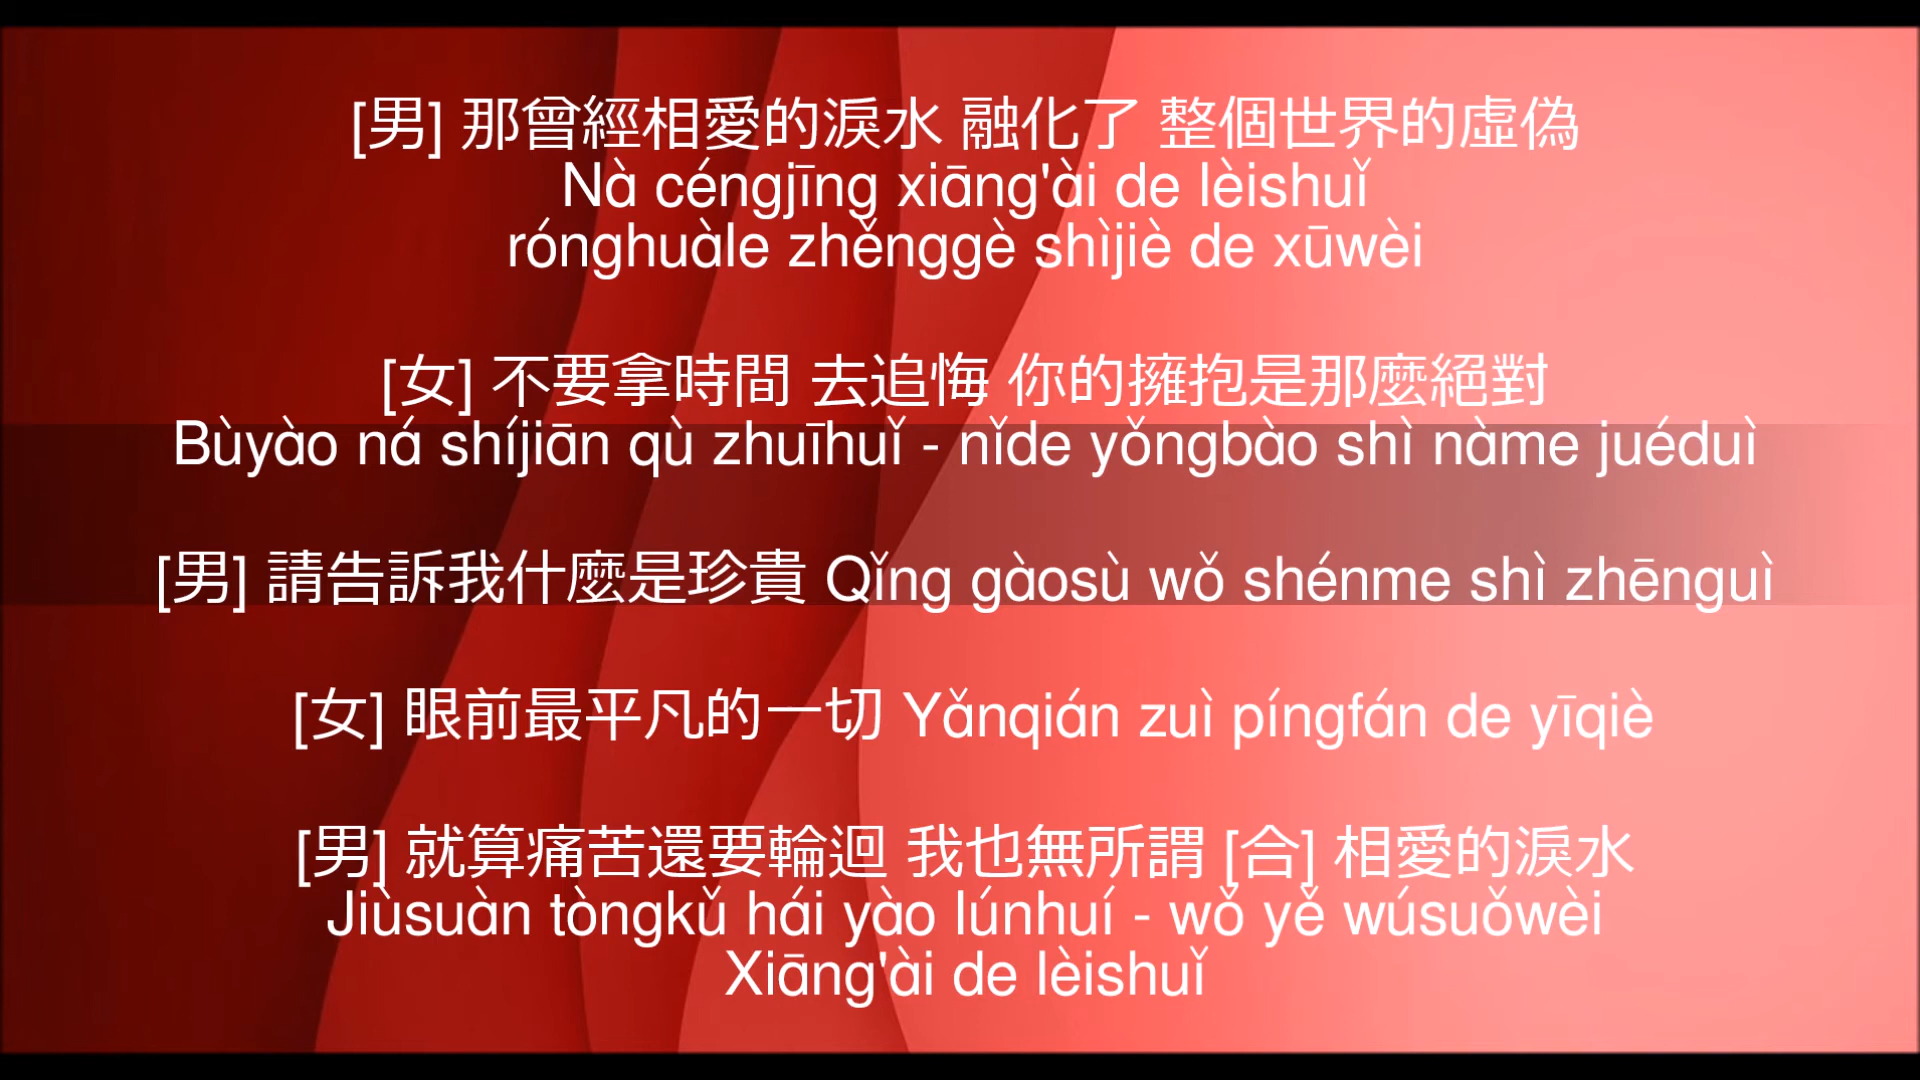 [男] 那曾經相愛的淚水 融化了 整個世界的虛偽
Nà céngjīng xiāng'ài de lèishuǐ
rónghuàle zhěnggè shìjiè de xūwèi
[女] 不要拿時間 去追悔 你的擁抱是那麼絕對
Bùyào ná shíjiān qù zhuīhuǐ - nǐde yǒngbào shì nàme juéduì
[男] 請告訴我什麼是珍貴 Qǐng gàosù wǒ shénme shì zhēnguì
[女] 眼前最平凡的一切 Yǎnqián zuì píngfán de yīqiè
[男] 就算痛苦還要輪迴 我也無所謂 [合] 相愛的淚水
Jiùsuàn tòngkǔ hái yào lúnhuí - wǒ yě wúsuǒwèi
Xiāng'ài de lèishuǐ